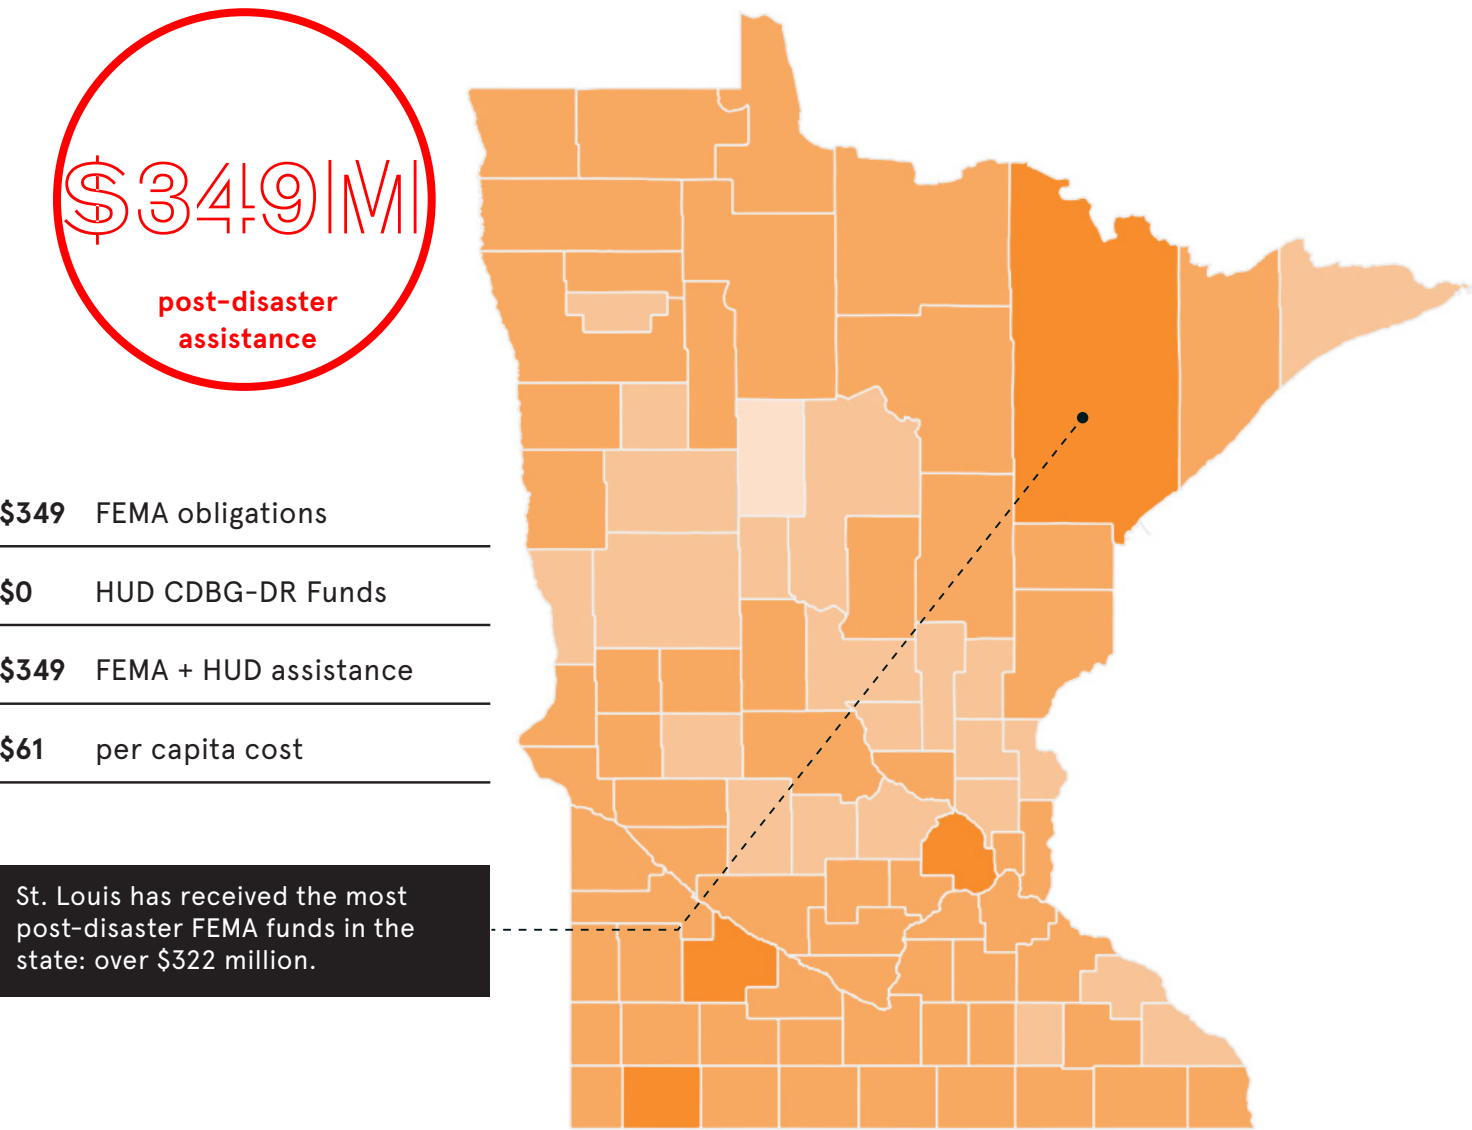 $349M
post-disaster
assistance
$349 FEMA obligations
$0 HUD CDBG-DR Funds
$349 FEMA + HUD assistance
$61 per capita cost
St. Louis has received the most
post-disaster FEMA funds in the
state: over $322 million.